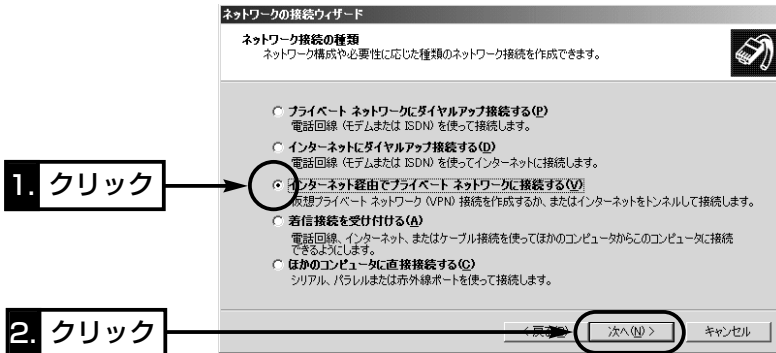 ネットワークの接続ウィザード
ネットワーク接続の種類
ネットワーク構成や必要性に応じた種類のネットワーク接続を作成できます。
プライベート ネットワークにダイヤルアップ接続する(P)
電話回線 (モデムまたは ISDN) を使って接続します。
インターネットにダイヤルアップ接続する(D)
電話回線 (モデムまたは ISDN) を使ってインターネットに接続します。
1. クリック
インターネット経由でプライベート ネットワークに接続する(V)
仮想プライベート ネットワーク (VPN) 接続を作成するか、またはインターネットをトンネルして接続します。
着信接続を受け付ける(A)
電話回線、インターネット、またはケーブル接続を使ってほかのコンピュータからこのコンピュータに接続
できるようにします。
ほかのコンピュータに直接接続する(C)
シリアル、パラレルまたは赤外線ポートを使って接続します。
2. クリック
次へ(N) > キャンセル